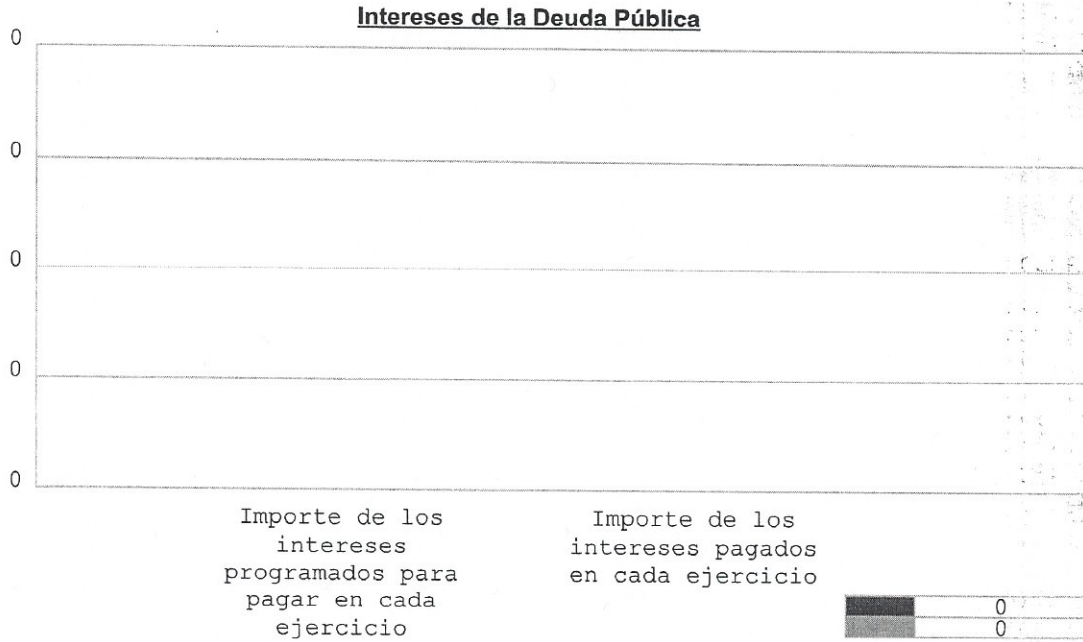 Intereses de la Deuda Pública
0
0
0
0
0
Importe de los
intereses
programados para
pagar en cada
ejercicio
Importe de los
intereses pagados
en cada ejercicio
0
0